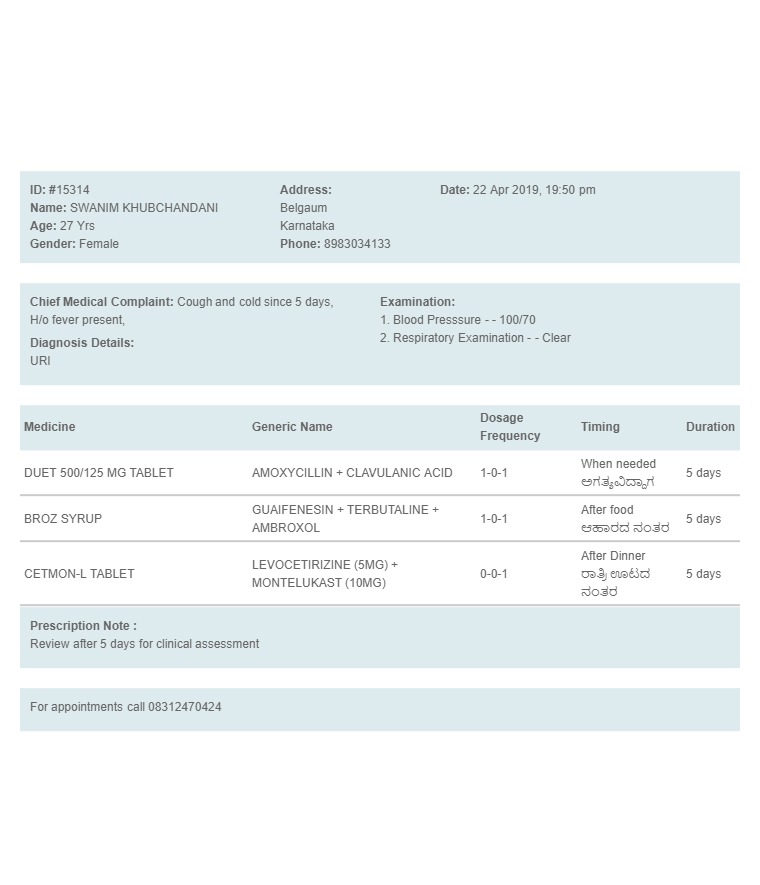 ID: #15314
Name: SWANIM KHUBCHANDANI
Age: 27 Yrs
Gender: Female
Address:
Belgaum
Karnataka
Phone: 8983034133
Date: 22 Apr 2019, 19:50 pm
Chief Medical Complaint: Cough and cold since 5 days,
H/o fever present,
Diagnosis Details:
URI
Examination:
1. Blood Presssure - - 100/70
2. Respiratory Examination - - Clear
Medicine Generic Name Dosage Frequency Timing Duration
DUET 500/125 MG TABLET AMOXYCILLIN + CLAVULANIC ACID 1-0-1 When needed 5 days
ಅಗತ್ಯವಿದ್ದಾಗ
BROZ SYRUP GUAIFENESIN + TERBUTALINE + AMBROXOL 1-0-1 After food 5 days
ಆಹಾರದ ನಂತರ
CETMON-L TABLET LEVOCETIRIZINE (5MG) + MONTELUKAST (10MG) 0-0-1 After Dinner 5 days
ರಾತ್ರಿ ಊಟದ
ನಂತರ
Prescription Note :
Review after 5 days for clinical assessment
For appointments call 08312470424